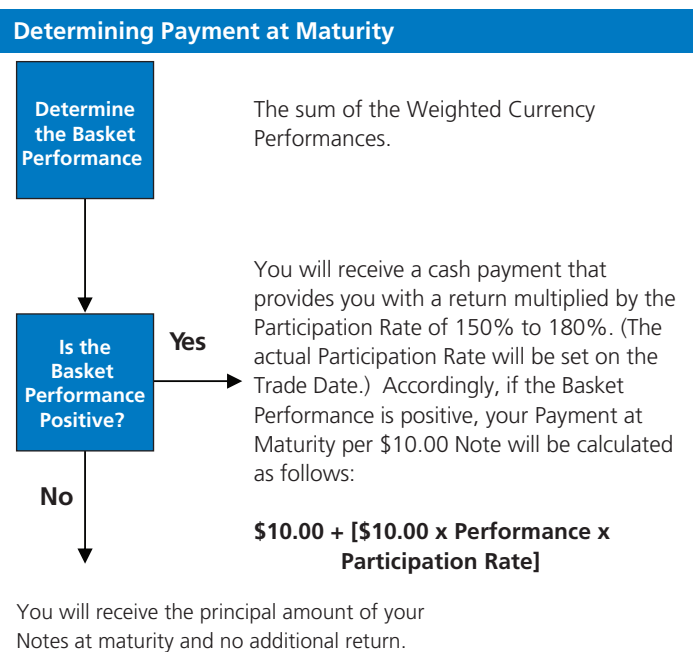 Determining Payment at Maturity
Determine
the Basket
Performance
The sum of the Weighted Currency
Performances.
You will receive a cash payment that
provides you with a return multiplied by the
Participation Rate of 150% to 180%. (The
actual Participation Rate will be set on the
Trade Date.)  Accordingly, if the Basket
Performance is positive, your Payment at
Maturity per $10.00 Note will be calculated
as follows:
$10.00 + [$10.00 x Performance x
Participation Rate]
Is the
Basket
Performance
Positive?
Yes
No
You will receive the principal amount of your
Notes at maturity and no additional return.